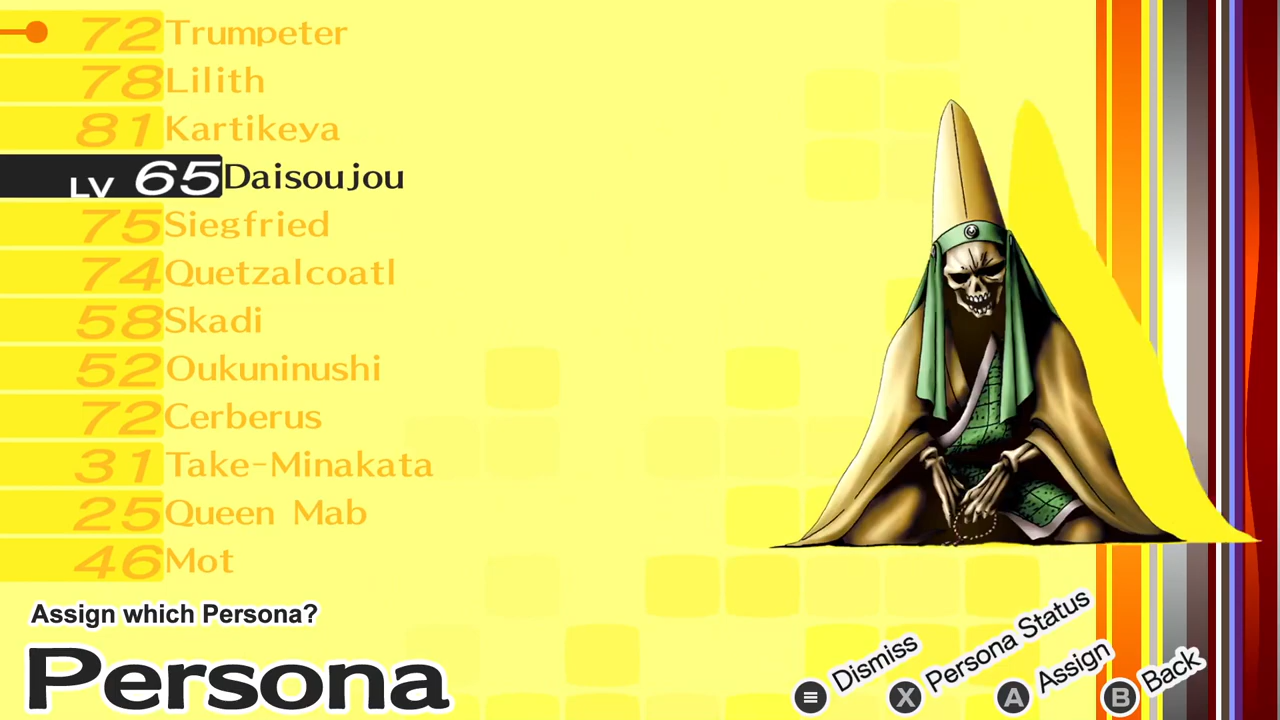 72 Trumpeter
78 Lilith
81 Kartikeya
LV 65 Daisoujou
75 Siegfried
74 Quetzalcoatl
58 Skadi
52 Oukuninushi
72 Cerberus
31 Take-Minakata
25 Queen Mab
46 Mot
Assign which Persona?
Persona
Dismiss
X Persona Status
A Assign
B Back